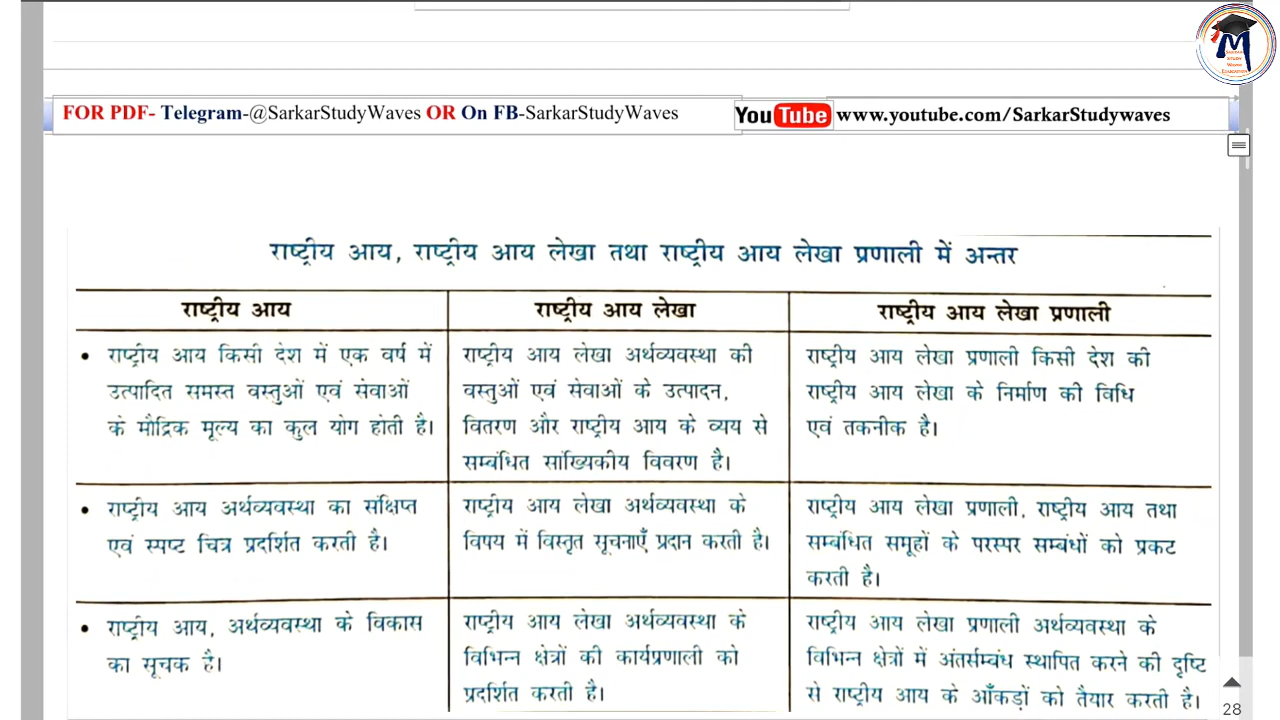 SARKAR
STUDY
WAVES
EDUCATION
FOR PDF- Telegram-@SarkarStudyWaves OR On FB-SarkarStudyWaves
YouTube www.youtube.com/SarkarStudywaves
राष्ट्रीय आय, राष्ट्रीय आय लेखा तथा राष्ट्रीय आय लेखा प्रणाली में अन्तर
राष्ट्रीय आय
राष्ट्रीय आय लेखा
राष्ट्रीय आय लेखा प्रणाली
• राष्ट्रीय आय किसी देश में एक वर्ष में
उत्पादित समस्त वस्तुओं एवं सेवाओं
के मौद्रिक मूल्य का कुल योग होती है।
राष्ट्रीय आय लेखा अर्थव्यवस्था की
वस्तुओं एवं सेवाओं के उत्पादन,
वितरण और राष्ट्रीय आय के व्यय से
सम्बंधित सांख्यिकीय विवरण है।
राष्ट्रीय आय लेखा प्रणाली किसी देश की
राष्ट्रीय आय लेखा के निर्माण की विधि
एवं तकनीक है।
• राष्ट्रीय आय अर्थव्यवस्था का संक्षिप्त
एवं स्पष्ट चित्र प्रदर्शित करती है।
राष्ट्रीय आय लेखा अर्थव्यवस्था के
विषय में विस्तृत सूचनाएँ प्रदान करती है।
राष्ट्रीय आय लेखा प्रणाली, राष्ट्रीय आय तथा
सम्बंधित समूहों के परस्पर सम्बंधों को प्रकट
करती है।
• राष्ट्रीय आय, अर्थव्यवस्था के विकास
का सूचक है।
राष्ट्रीय आय लेखा अर्थव्यवस्था के
विभिन्न क्षेत्रों की कार्यप्रणाली को
प्रदर्शित करती है।
राष्ट्रीय आय लेखा प्रणाली अर्थव्यवस्था के
विभिन्न क्षेत्रों में अंतर्सम्बंध स्थापित करने की दृष्टि
से राष्ट्रीय आय के आँकड़ों को तैयार करती है।
28